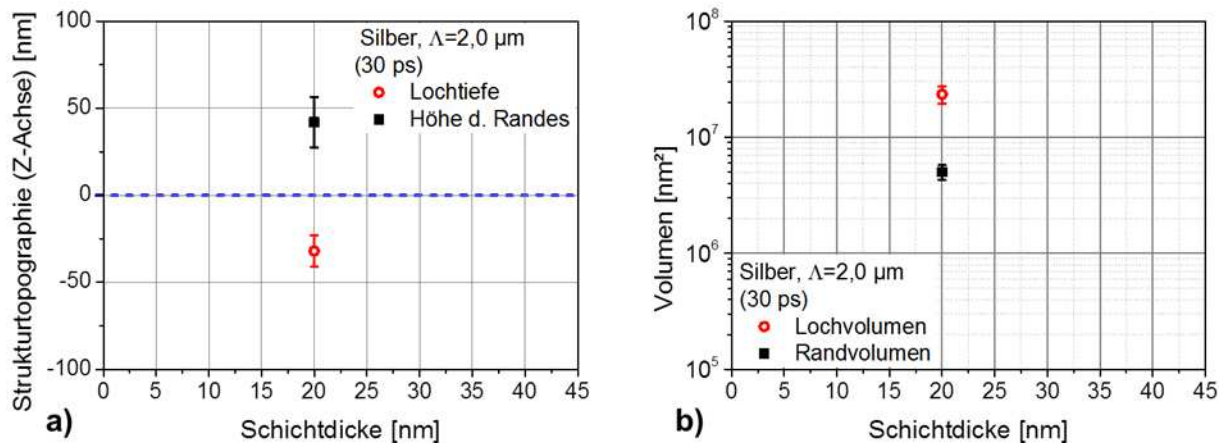 Strukturtopographie (Z-Achse) [nm]
100
50
0
-50
-100
Silber, Λ=2,0 µm
(30 ps)
Lochtiefe
Höhe d. Randes
0 5 10 15 20 25 30 35 40 45
a)
Schichtdicke [nm]
Volumen [nm²]
10⁸
10⁷
10⁶
10⁵
Silber, Λ=2,0 µm
(30 ps)
Lochvolumen
Randvolumen
0 5 10 15 20 25 30 35 40 45
b)
Schichtdicke [nm]